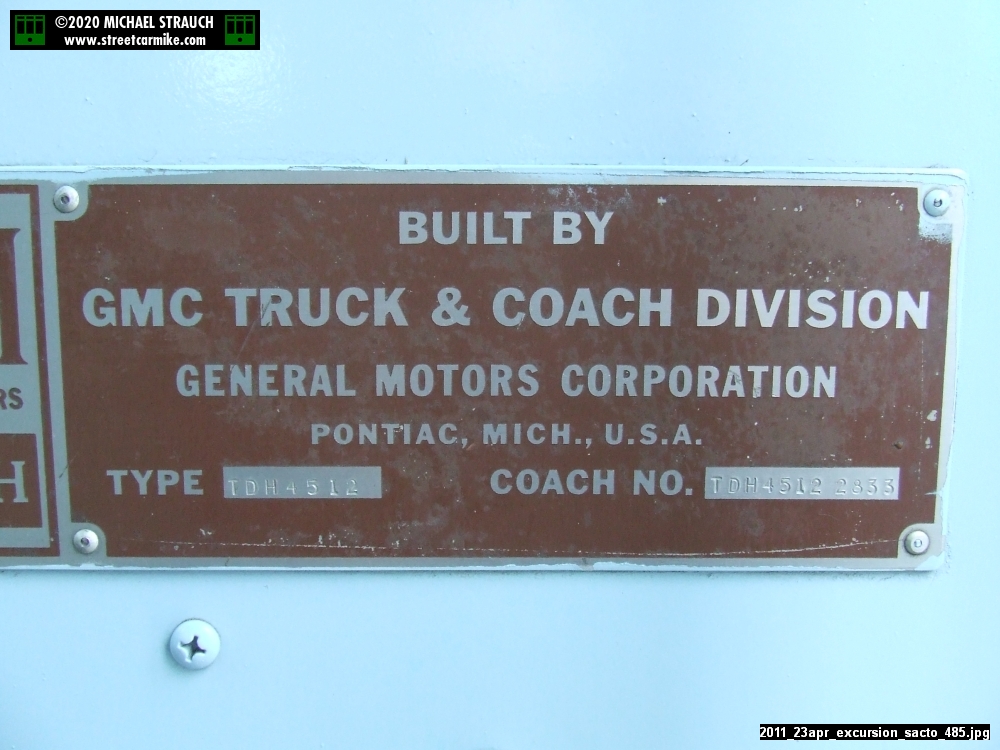 ©2020 MICHAEL STRAUCH
www.streetcarmike.com
BUILT BY
GMC TRUCK & COACH DIVISION
GENERAL MOTORS CORPORATION
PONTIAC, MICH., U.S.A.
TYPE TDH4512 COACH NO. TDH4512 2833
RS
H
2011_23apr_excursion_sacto_485.jpg